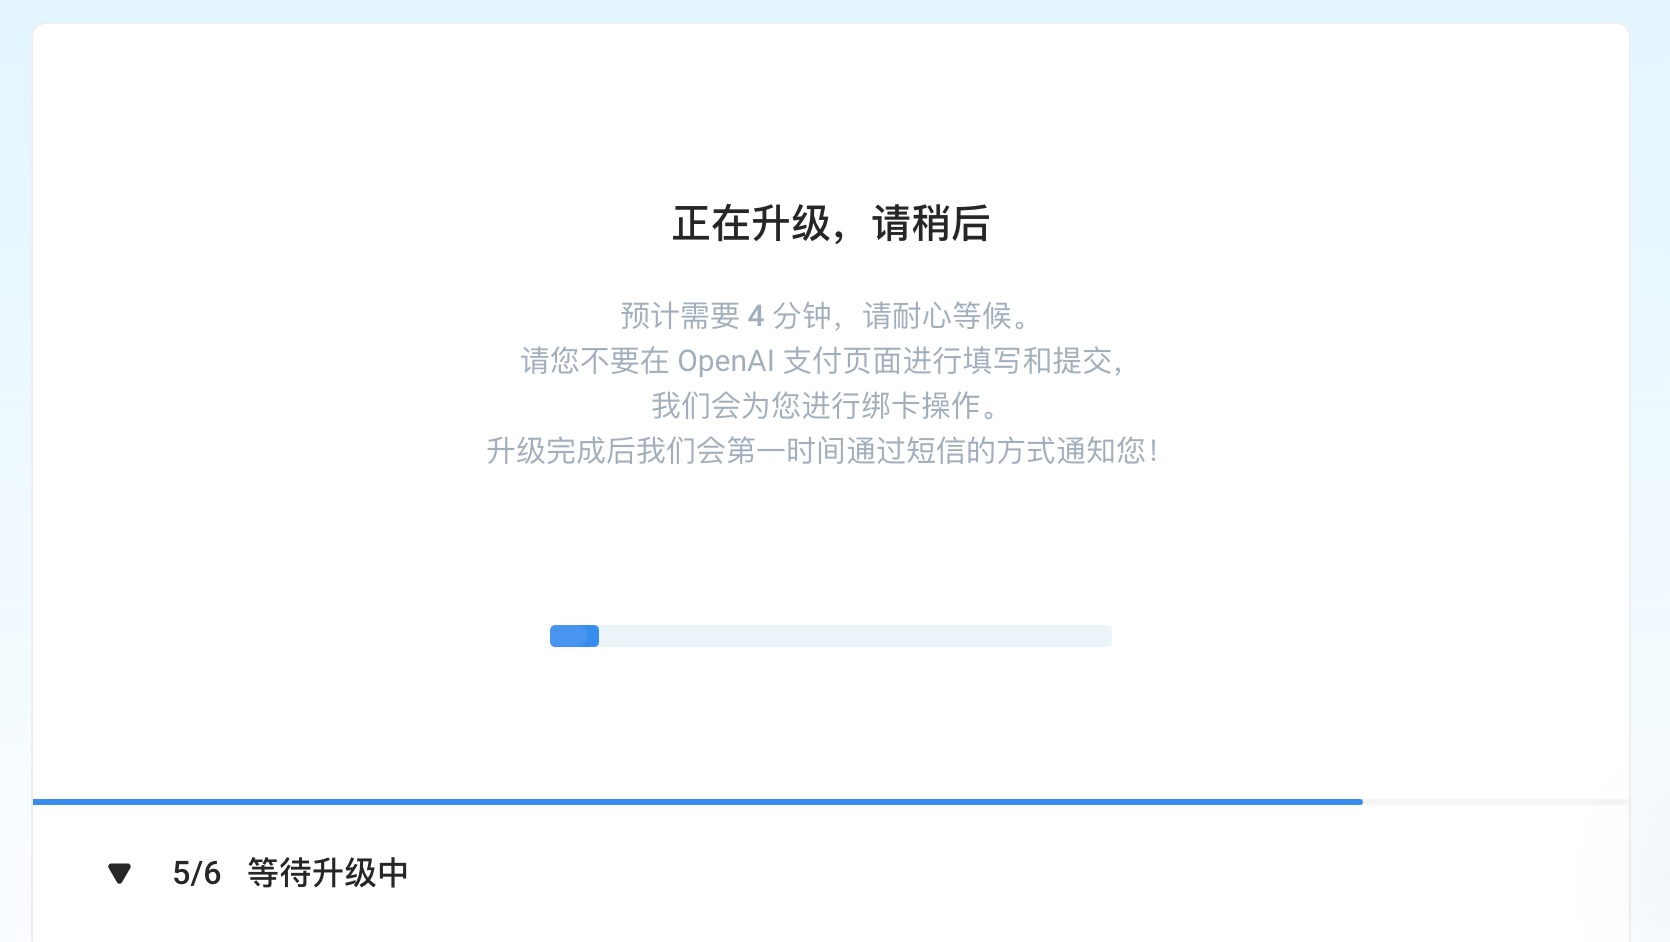 正在升级，请稍后
预计需要 4 分钟，请耐心等候。
请您不要在 OpenAI 支付页面进行填写和提交，
我们会为您进行绑卡操作。
升级完成后我们会第一时间通过短信的方式通知您！
5/6 等待升级中